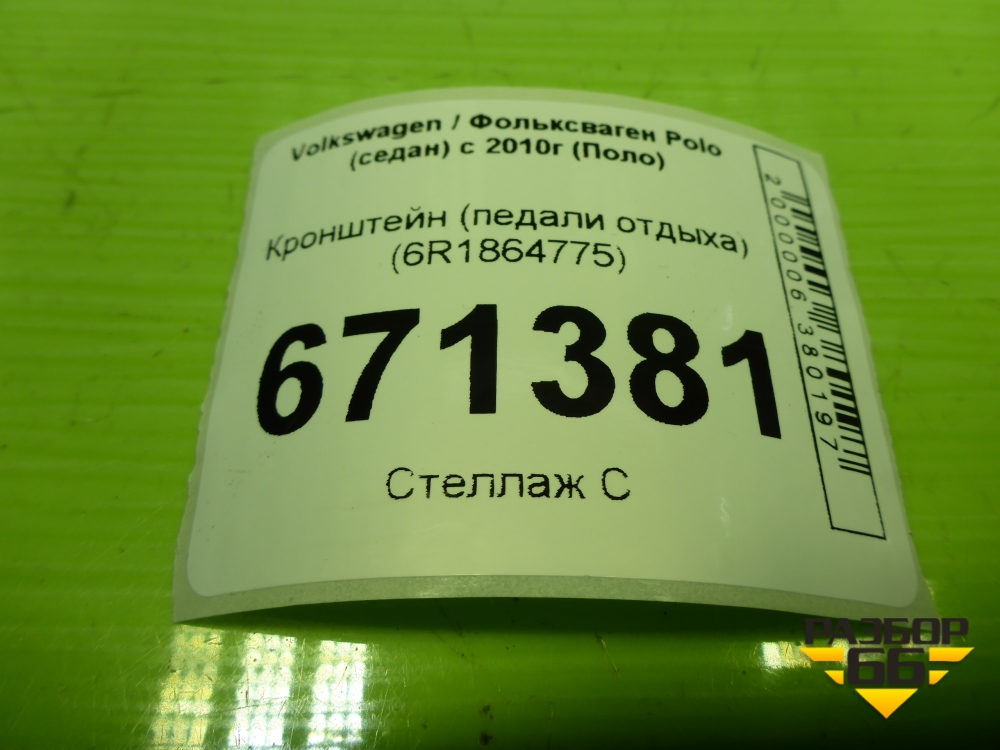 Volkswagen / Фольксваген Polo
(седан) с 2010г (Поло)
Кронштейн (педали отдыха)
(6R1864775)
671381
Стеллаж С
2000006380197
РАЗБОР
66